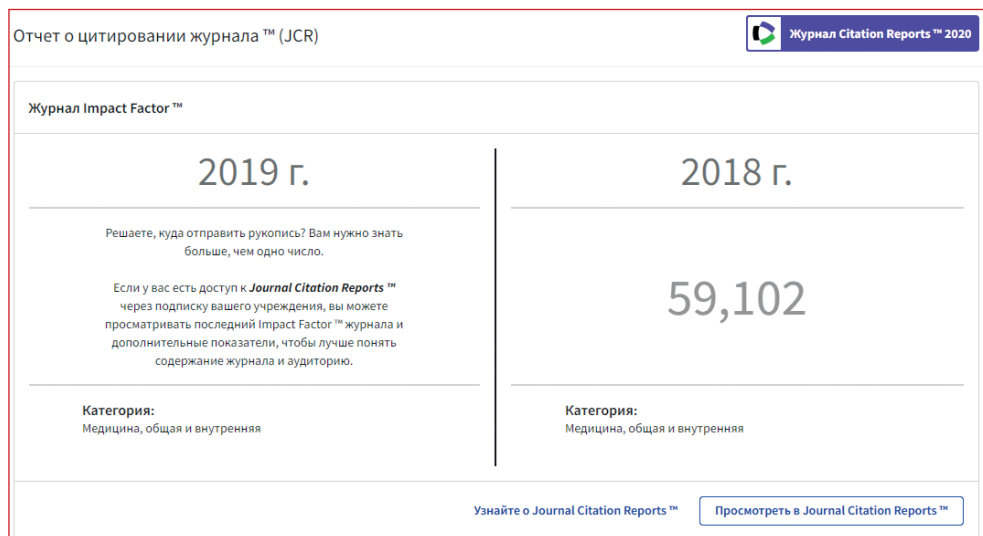 Отчет о цитировании журнала ™ (JCR)
Журнал Citation Reports ™ 2020
Журнал Impact Factor ™
2019 г.
Решаете, куда отправить рукопись? Вам нужно знать
больше, чем одно число.
Если у вас есть доступ к Journal Citation Reports ™
через подписку вашего учреждения, вы можете
просматривать последний Impact Factor ™ журнала и
дополнительные показатели, чтобы лучше понять
содержание журнала и аудиторию.
Категория:
Медицина, общая и внутренняя
2018 г.
59,102
Категория:
Медицина, общая и внутренняя
Узнайте о Journal Citation Reports ™
Просмотреть в Journal Citation Reports ™